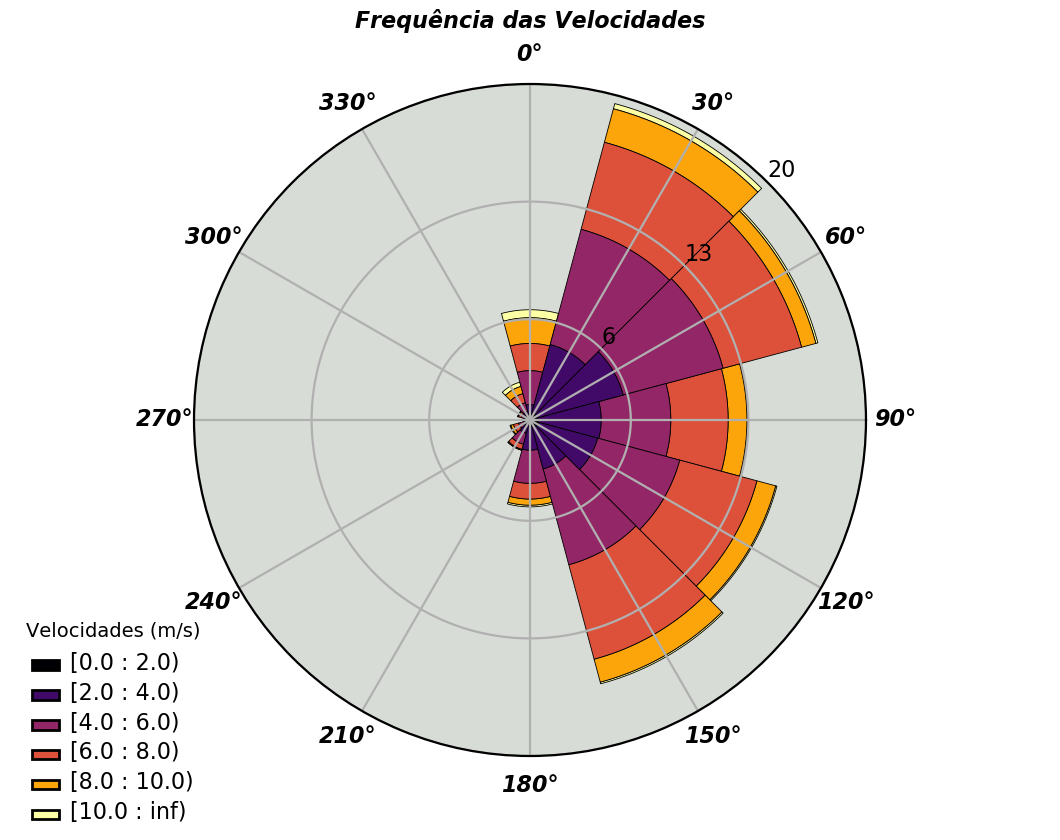 Frequência das Velocidades
0°
330°
30°
20
300°
60°
13
6
270°
90°
240°
120°
210°
150°
180°
Velocidades (m/s)
[0.0 : 2.0)
[2.0 : 4.0)
[4.0 : 6.0)
[6.0 : 8.0)
[8.0 : 10.0)
[10.0 : inf)